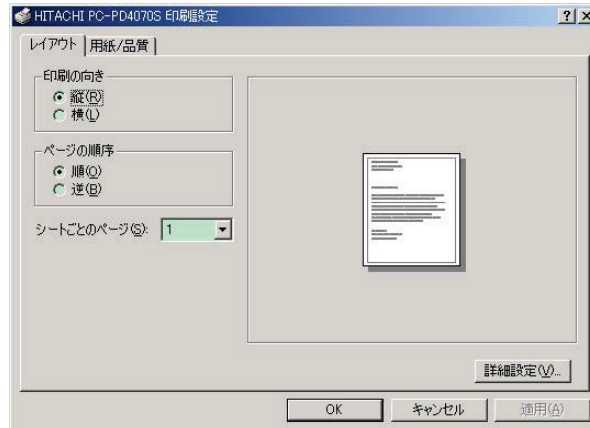 HITACHI PC-PD4070S 印刷設定
レイアウト 用紙/品質
印刷の向き
縦(R)
横(L)
ページの順序
順(O)
逆(B)
シートごとのページ(S): 1
詳細設定(V)...
OK キャンセル 適用(A)